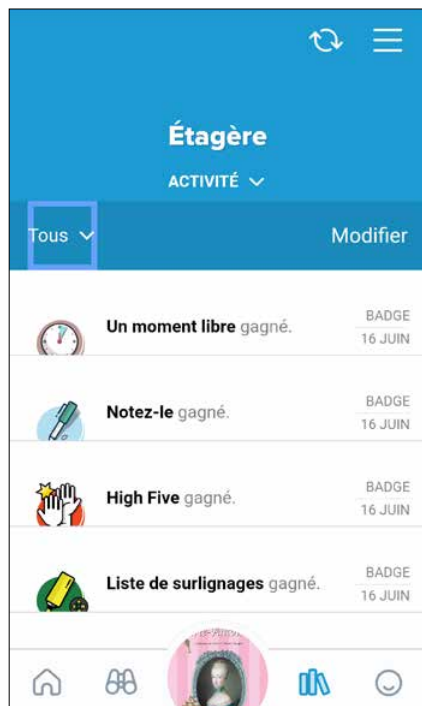 Étagère
ACTIVITÉ
Tous
Modifier
Un moment libre gagné.
BADGE
16 JUIN
Notez-le gagné.
BADGE
16 JUIN
High Five gagné.
BADGE
16 JUIN
Liste de surlignages gagné.
BADGE
16 JUIN